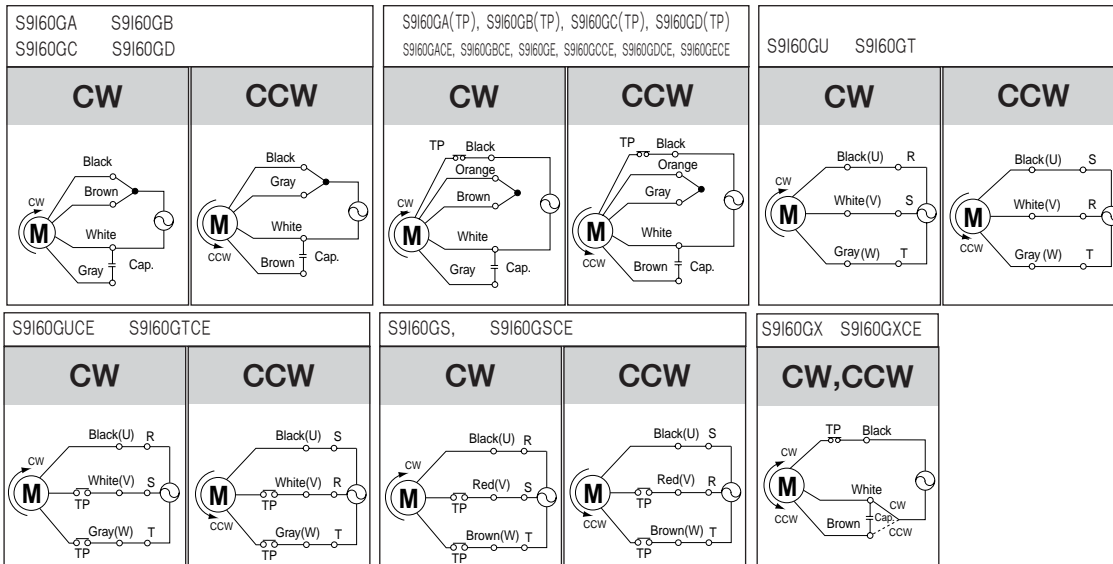 S9I60GA S9I60GB
S9I60GC S9I60GD
CW CCW
Black
Brown
CW
M
White
Gray Cap.
Black
Gray
M
White
CCW
Brown Cap.
S9I60GA(TP), S9I60GB(TP), S9I60GC(TP), S9I60GD(TP)
S9I60GACE, S9I60GBCE, S9I60GE, S9I60GCCE, S9I60GDCE, S9I60GECE
CW CCW
TP Black
Orange
Brown
CW
M
White
Gray Cap.
TP Black
Orange
Gray
M
White
CCW
Brown Cap.
S9I60GU S9I60GT
CW CCW
Black(U) R
CW
White(V) S
M
Gray(W) T
Black(U) S
White(V) R
M
CCW
Gray(W) T
S9I60GUCE S9I60GTCE
CW CCW
Black(U) R
CW
White(V) S
M
TP
Gray(W) T
TP
Black(U) S
White(V) R
M
TP
CCW
Gray(W) T
TP
S9I60GS, S9I60GSCE
CW CCW
Black(U) R
CW
Red(V) S
M
TP
Brown(W) T
TP
Black(U) S
Red(V) R
M
TP
CCW
Brown(W) T
TP
S9I60GX S9I60GXCE
CW,CCW
TP Black
CW
M
White
CW
Cap.
Brown
CCW
CCW